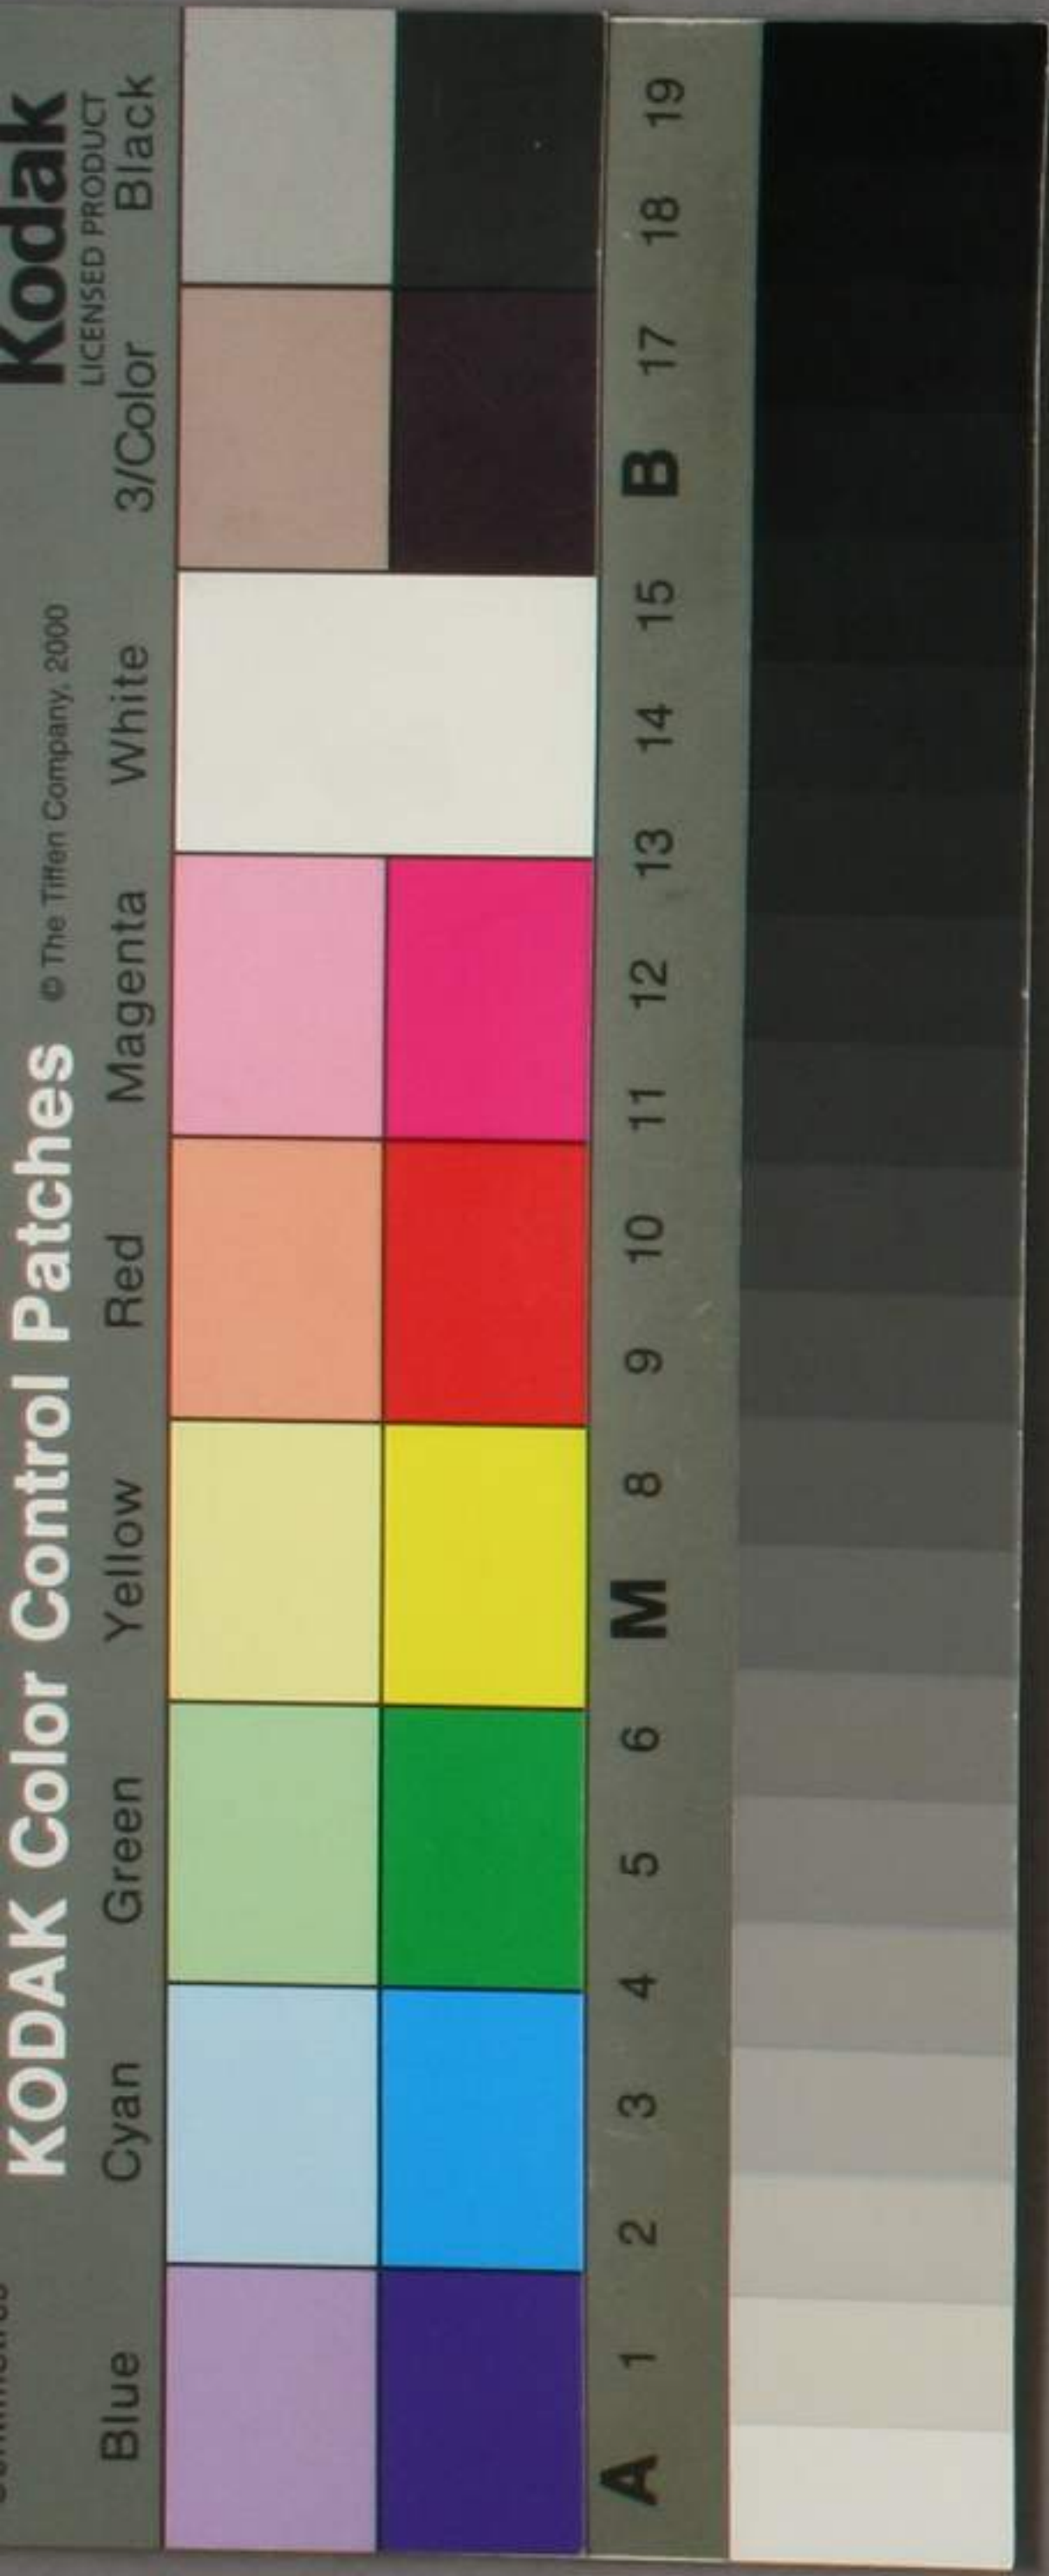 KODAK Color Control Patches © The Tiffen Company, 2000
Kodak
LICENSED PRODUCT
Blue Cyan Green Yellow Red Magenta White 3/Color Black
A 1 2 3 4 5 6 M 8 9 10 11 12 13 14 15 B 17 18 19